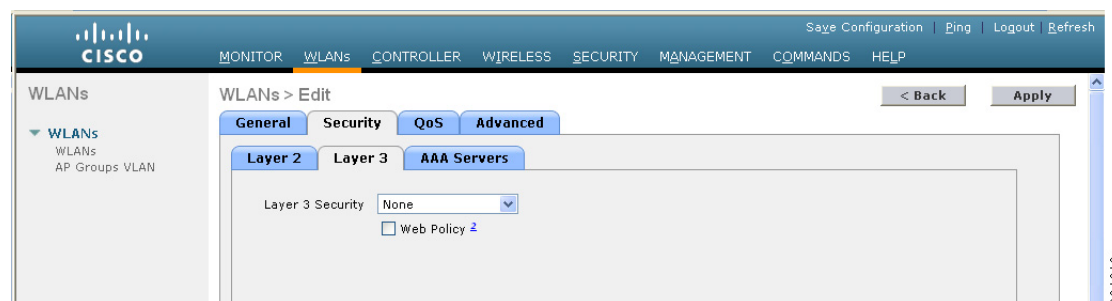 Save Configuration | Ping | Logout | Refresh
CISCO
MONITOR WLANs CONTROLLER WIRELESS SECURITY MANAGEMENT COMMANDS HELP
WLANs
WLANs > Edit
< Back
Apply
General Security QoS Advanced
WLANs
WLANs
AP Groups VLAN
Layer 2 Layer 3 AAA Servers
Layer 3 Security None
Web Policy 2